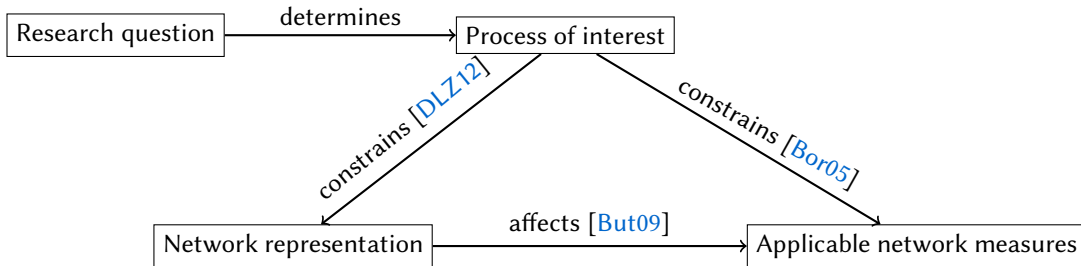 determines
Research question
Process of interest
constrains [DLZ12]
constrains [Bor05]
affects [But09]
Network representation
Applicable network measures